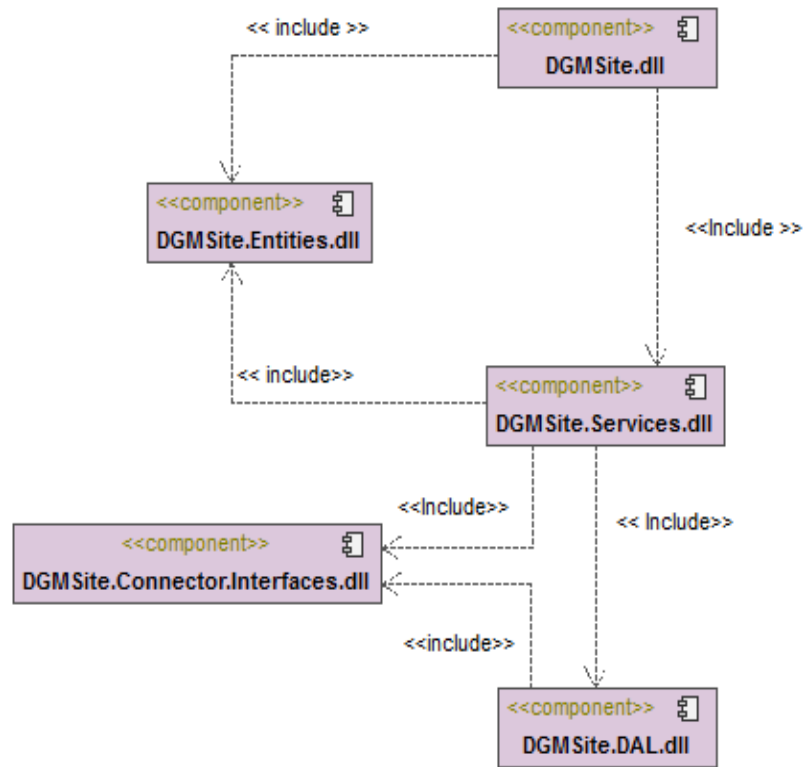 << include >>
<<component>>
DGMSite.dll
<<component>>
DGMSite.Entities.dll
<<Include >>
<< include>>
<<component>>
DGMSite.Services.dll
<<Include>>
<< Include>>
<<component>>
DGMSite.Connector.Interfaces.dll
<<include>>
<<component>>
DGMSite.DAL.dll